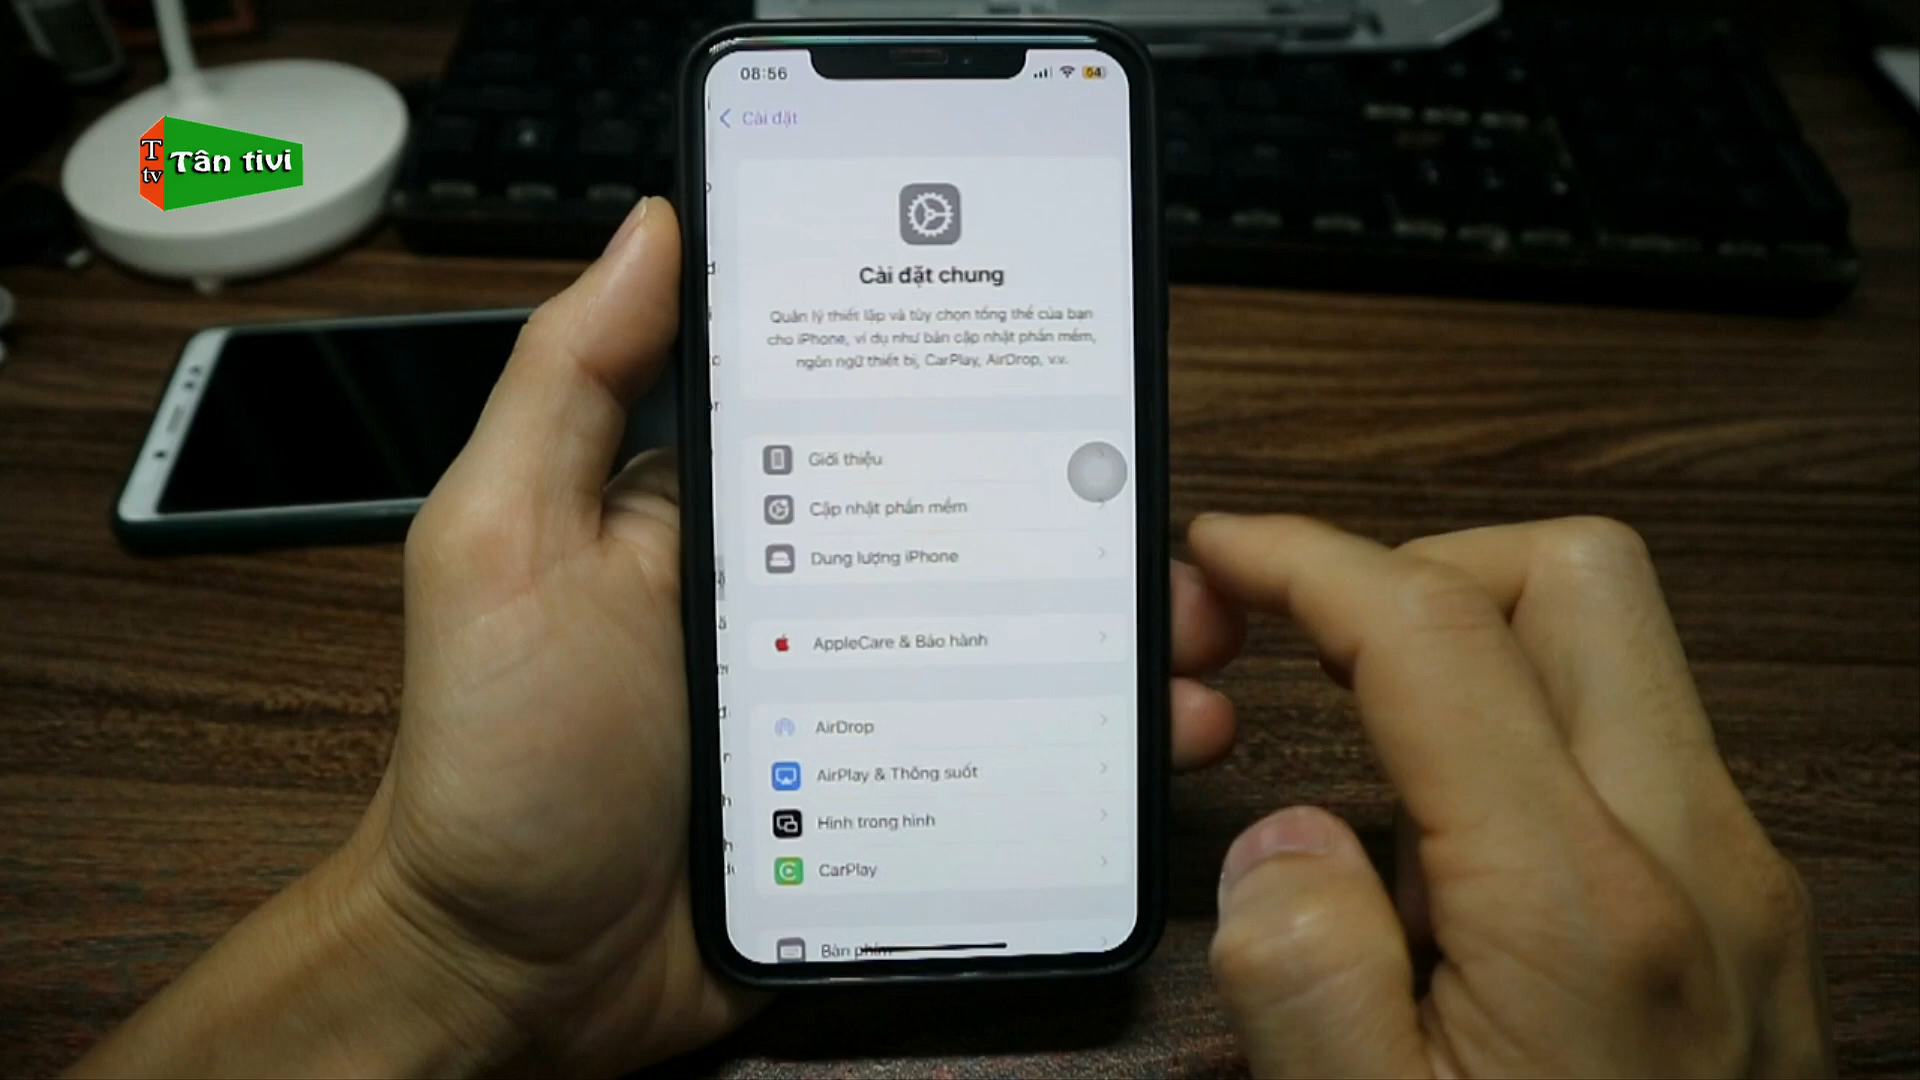 T
tv
Tân tivi
08:56
54
Cài đặt
Cài đặt chung
Quản lý thiết lập và tùy chọn tổng thể của bạn
cho iPhone, ví dụ như bản cập nhật phần mềm,
ngôn ngữ thiết bị, CarPlay, AirDrop, v.v.
Giới thiệu
Cập nhật phần mềm
Dung lượng iPhone
AppleCare & Bảo hành
AirDrop
AirPlay & Thông suốt
Hình trong hình
CarPlay
Bàn phím